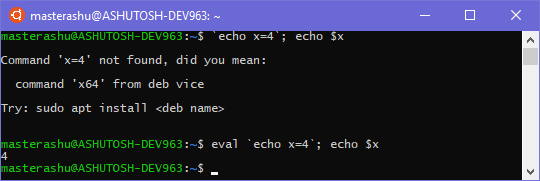 masterashu@ASHUTOSH-DEV963: ~
masterashu@ASHUTOSH-DEV963:~$ `echo x=4`; echo $x
Command 'x=4' not found, did you mean:
command 'x64' from deb vice
Try: sudo apt install <deb name>
masterashu@ASHUTOSH-DEV963:~$ eval `echo x=4`; echo $x
4
masterashu@ASHUTOSH-DEV963:~$